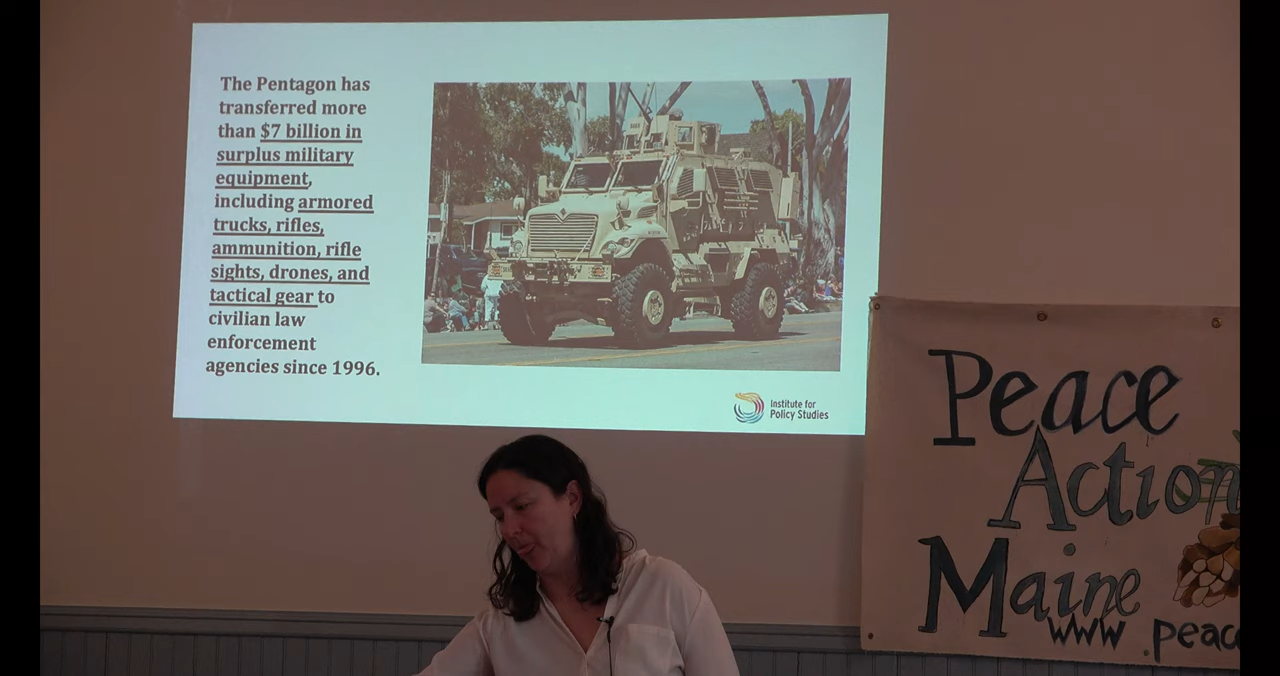 The Pentagon has
transferred more
than $7 billion in
surplus military
equipment,
including armored
trucks, rifles,
ammunition, rifle
sights, drones, and
tactical gear to
civilian law
enforcement
agencies since 1996.
Institute for
Policy Studies
Peace
Action
Maine
www.peac